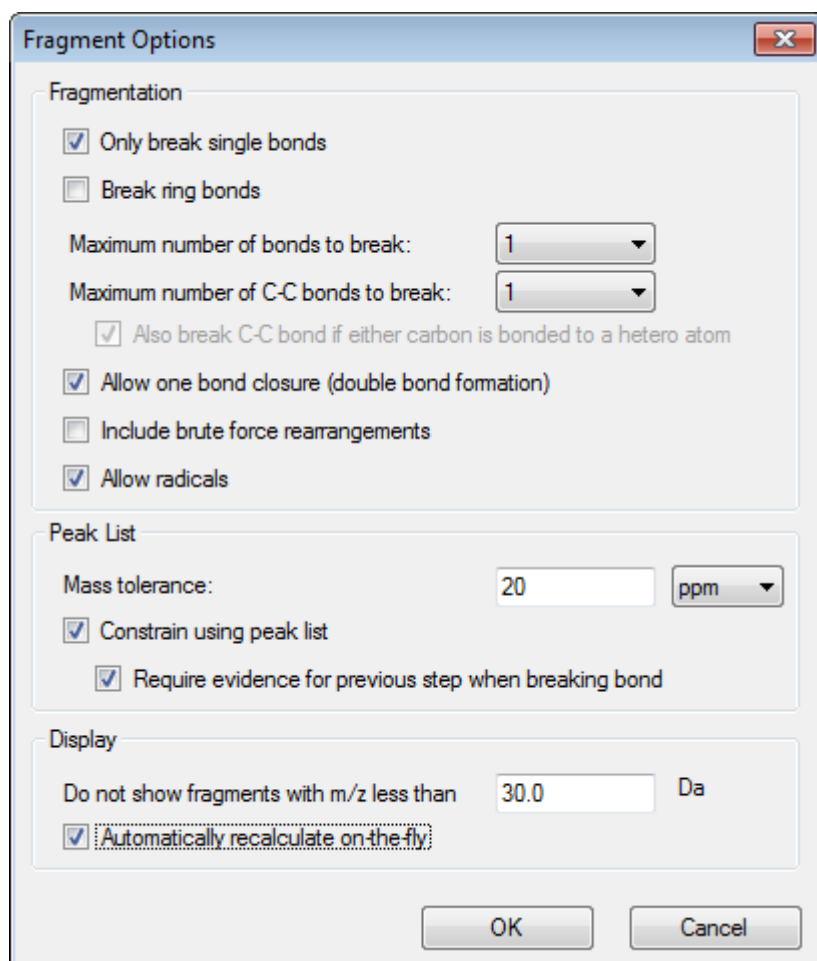 Fragment Options
Fragmentation
Only break single bonds
Break ring bonds
Maximum number of bonds to break: 1
Maximum number of C-C bonds to break: 1
Also break C-C bond if either carbon is bonded to a hetero atom
Allow one bond closure (double bond formation)
Include brute force rearrangements
Allow radicals
Peak List
Mass tolerance: 20 ppm
Constrain using peak list
Require evidence for previous step when breaking bond
Display
Do not show fragments with m/z less than 30.0 Da
Automatically recalculate on-the-fly
OK Cancel